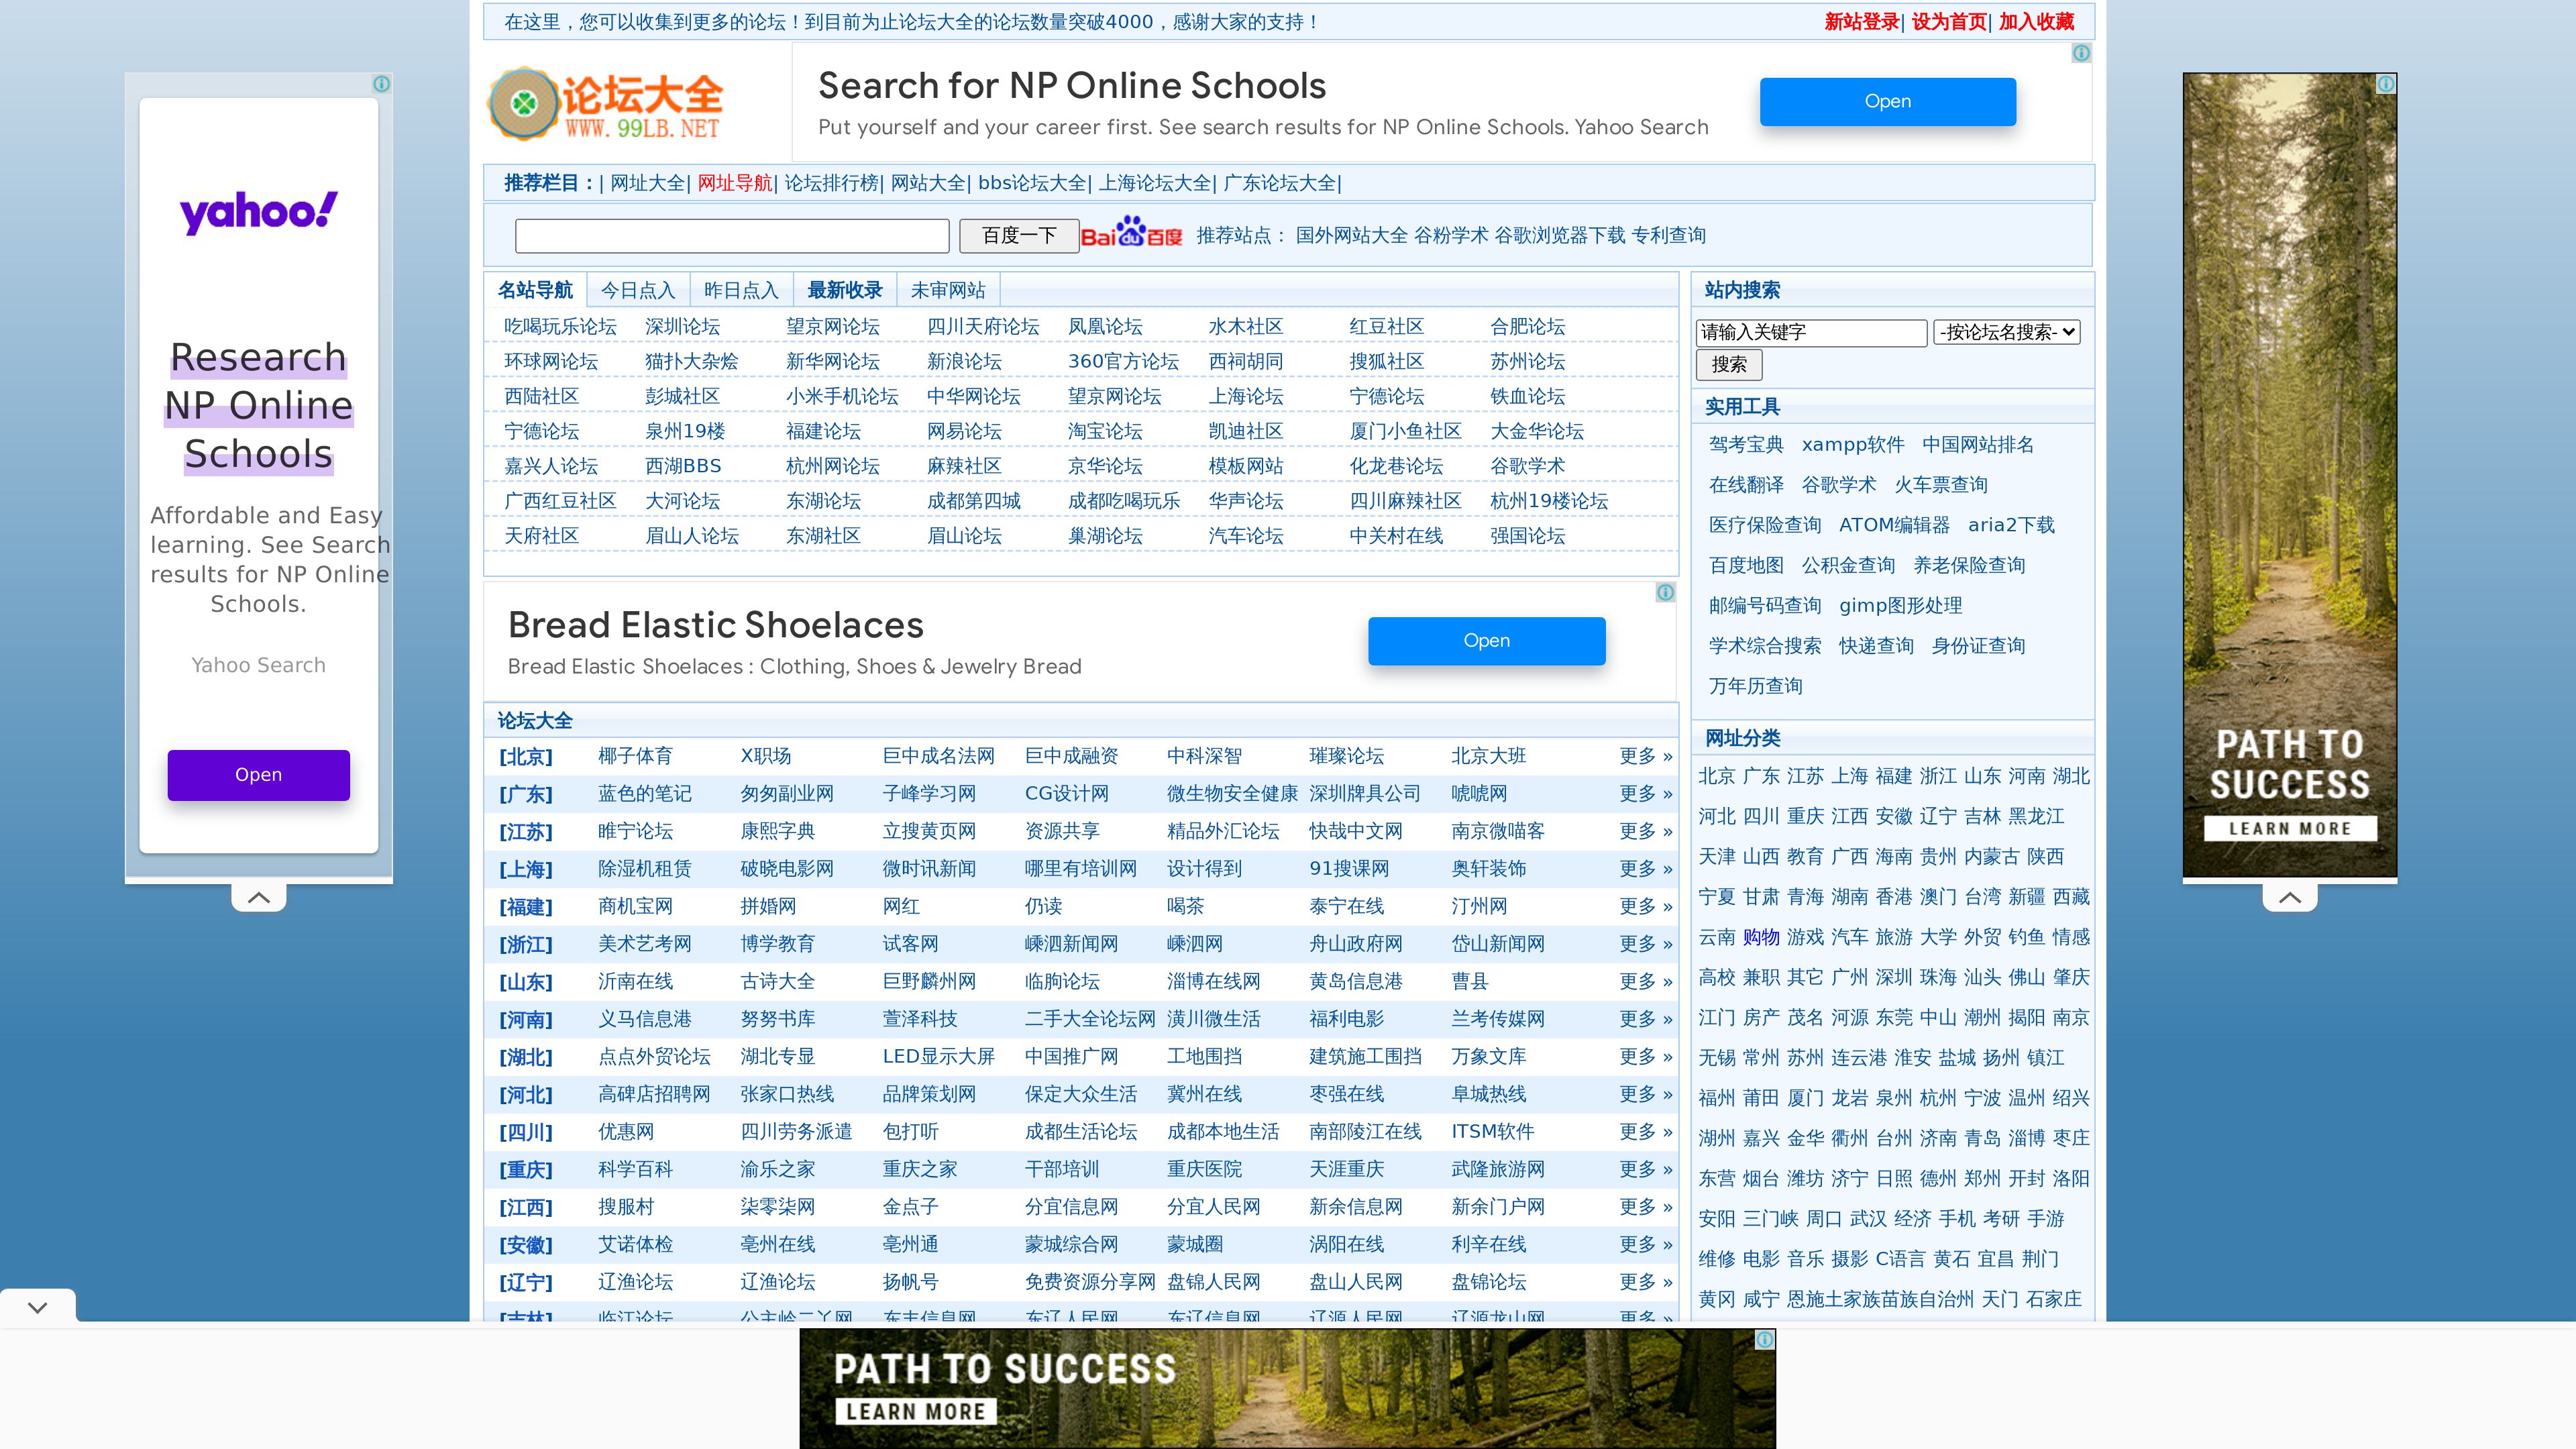 在这里，您可以收集到更多的论坛！到目前为止论坛大全的论坛数量突破4000，感谢大家的支持！
新站登录| 设为首页| 加入收藏
论坛大全
WWW.99LB.NET
Search for NP Online Schools
Put yourself and your career first. See search results for NP Online Schools. Yahoo Search
Open
yahoo!
Research
NP Online
Schools
Affordable and Easy
learning. See Search
results for NP Online
Schools.
Yahoo Search
Open
推荐栏目：| 网址大全| 网址导航| 论坛排行榜| 网站大全| bbs论坛大全| 上海论坛大全| 广东论坛大全|
百度一下 Baidu百度 推荐站点： 国外网站大全 谷粉学术 谷歌浏览器下载 专利查询
名站导航 今日点入 昨日点入 最新收录 未审网站
吃喝玩乐论坛 深圳论坛 望京网论坛 四川天府论坛 凤凰论坛 水木社区 红豆社区 合肥论坛
环球网论坛 猫扑大杂烩 新华网论坛 新浪论坛 360官方论坛 西祠胡同 搜狐社区 苏州论坛
西陆社区 彭城社区 小米手机论坛 中华网论坛 望京网论坛 上海论坛 宁德论坛 铁血论坛
宁德论坛 泉州19楼 福建论坛 网易论坛 淘宝论坛 凯迪社区 厦门小鱼社区 大金华论坛
嘉兴人论坛 西湖BBS 杭州网论坛 麻辣社区 京华论坛 模板网站 化龙巷论坛 谷歌学术
广西红豆社区 大河论坛 东湖论坛 成都第四城 成都吃喝玩乐 华声论坛 四川麻辣社区 杭州19楼论坛
天府社区 眉山人论坛 东湖社区 眉山论坛 巢湖论坛 汽车论坛 中关村在线 强国论坛
Bread Elastic Shoelaces
Bread Elastic Shoelaces : Clothing, Shoes & Jewelry Bread
Open
论坛大全
[北京] 椰子体育 X职场 巨中成名法网 巨中成融资 中科深智 璀璨论坛 北京大班 更多 »
[广东] 蓝色的笔记 匆匆副业网 子峰学习网 CG设计网 微生物安全健康 深圳牌具公司 唬唬网 更多 »
[江苏] 睢宁论坛 康熙字典 立搜黄页网 资源共享 精品外汇论坛 快哉中文网 南京微喵客 更多 »
[上海] 除湿机租赁 破晓电影网 微时讯新闻 哪里有培训网 设计得到 91搜课网 奥轩装饰 更多 »
[福建] 商机宝网 拼婚网 网红 仍读 喝茶 泰宁在线 汀州网 更多 »
[浙江] 美术艺考网 博学教育 试客网 嵊泗新闻网 嵊泗网 舟山政府网 岱山新闻网 更多 »
[山东] 沂南在线 古诗大全 巨野麟州网 临朐论坛 淄博在线网 黄岛信息港 曹县 更多 »
[河南] 义马信息港 努努书库 萱泽科技 二手大全论坛网 潢川微生活 福利电影 兰考传媒网 更多 »
[湖北] 点点外贸论坛 湖北专显 LED显示大屏 中国推广网 工地围挡 建筑施工围挡 万象文库 更多 »
[河北] 高碑店招聘网 张家口热线 品牌策划网 保定大众生活 冀州在线 枣强在线 阜城热线 更多 »
[四川] 优惠网 四川劳务派遣 包打听 成都生活论坛 成都本地生活 南部陵江在线 ITSM软件 更多 »
[重庆] 科学百科 渝乐之家 重庆之家 干部培训 重庆医院 天涯重庆 武隆旅游网 更多 »
[江西] 搜服村 柒零柒网 金点子 分宜信息网 分宜人民网 新余信息网 新余门户网 更多 »
[安徽] 艾诺体检 亳州在线 亳州通 蒙城综合网 蒙城圈 涡阳在线 利辛在线 更多 »
[辽宁] 辽渔论坛 辽渔论坛 扬帆号 免费资源分享网 盘锦人民网 盘山人民网 盘锦论坛 更多 »
[吉林] 临江论坛 公主岭二丫网 东丰信息网 东辽人民网 东辽信息网 辽源人民网 辽源龙山网 更多 »
站内搜索
请输入关键字 -按论坛名搜索-
搜索
实用工具
驾考宝典 xampp软件 中国网站排名
在线翻译 谷歌学术 火车票查询
医疗保险查询 ATOM编辑器 aria2下载
百度地图 公积金查询 养老保险查询
邮编号码查询 gimp图形处理
学术综合搜索 快递查询 身份证查询
万年历查询
网址分类
北京 广东 江苏 上海 福建 浙江 山东 河南 湖北
河北 四川 重庆 江西 安徽 辽宁 吉林 黑龙江
天津 山西 教育 广西 海南 贵州 内蒙古 陕西
宁夏 甘肃 青海 湖南 香港 澳门 台湾 新疆 西藏
云南 购物 游戏 汽车 旅游 大学 外贸 钓鱼 情感
高校 兼职 其它 广州 深圳 珠海 汕头 佛山 肇庆
江门 房产 茂名 河源 东莞 中山 潮州 揭阳 南京
无锡 常州 苏州 连云港 淮安 盐城 扬州 镇江
福州 莆田 厦门 龙岩 泉州 杭州 宁波 温州 绍兴
湖州 嘉兴 金华 衢州 台州 济南 青岛 淄博 枣庄
东营 烟台 潍坊 济宁 日照 德州 郑州 开封 洛阳
安阳 三门峡 周口 武汉 经济 手机 考研 手游
维修 电影 音乐 摄影 C语言 黄石 宜昌 荆门
黄冈 咸宁 恩施土家族苗族自治州 天门 石家庄
PATH TO
SUCCESS
LEARN MORE
PATH TO SUCCESS
LEARN MORE